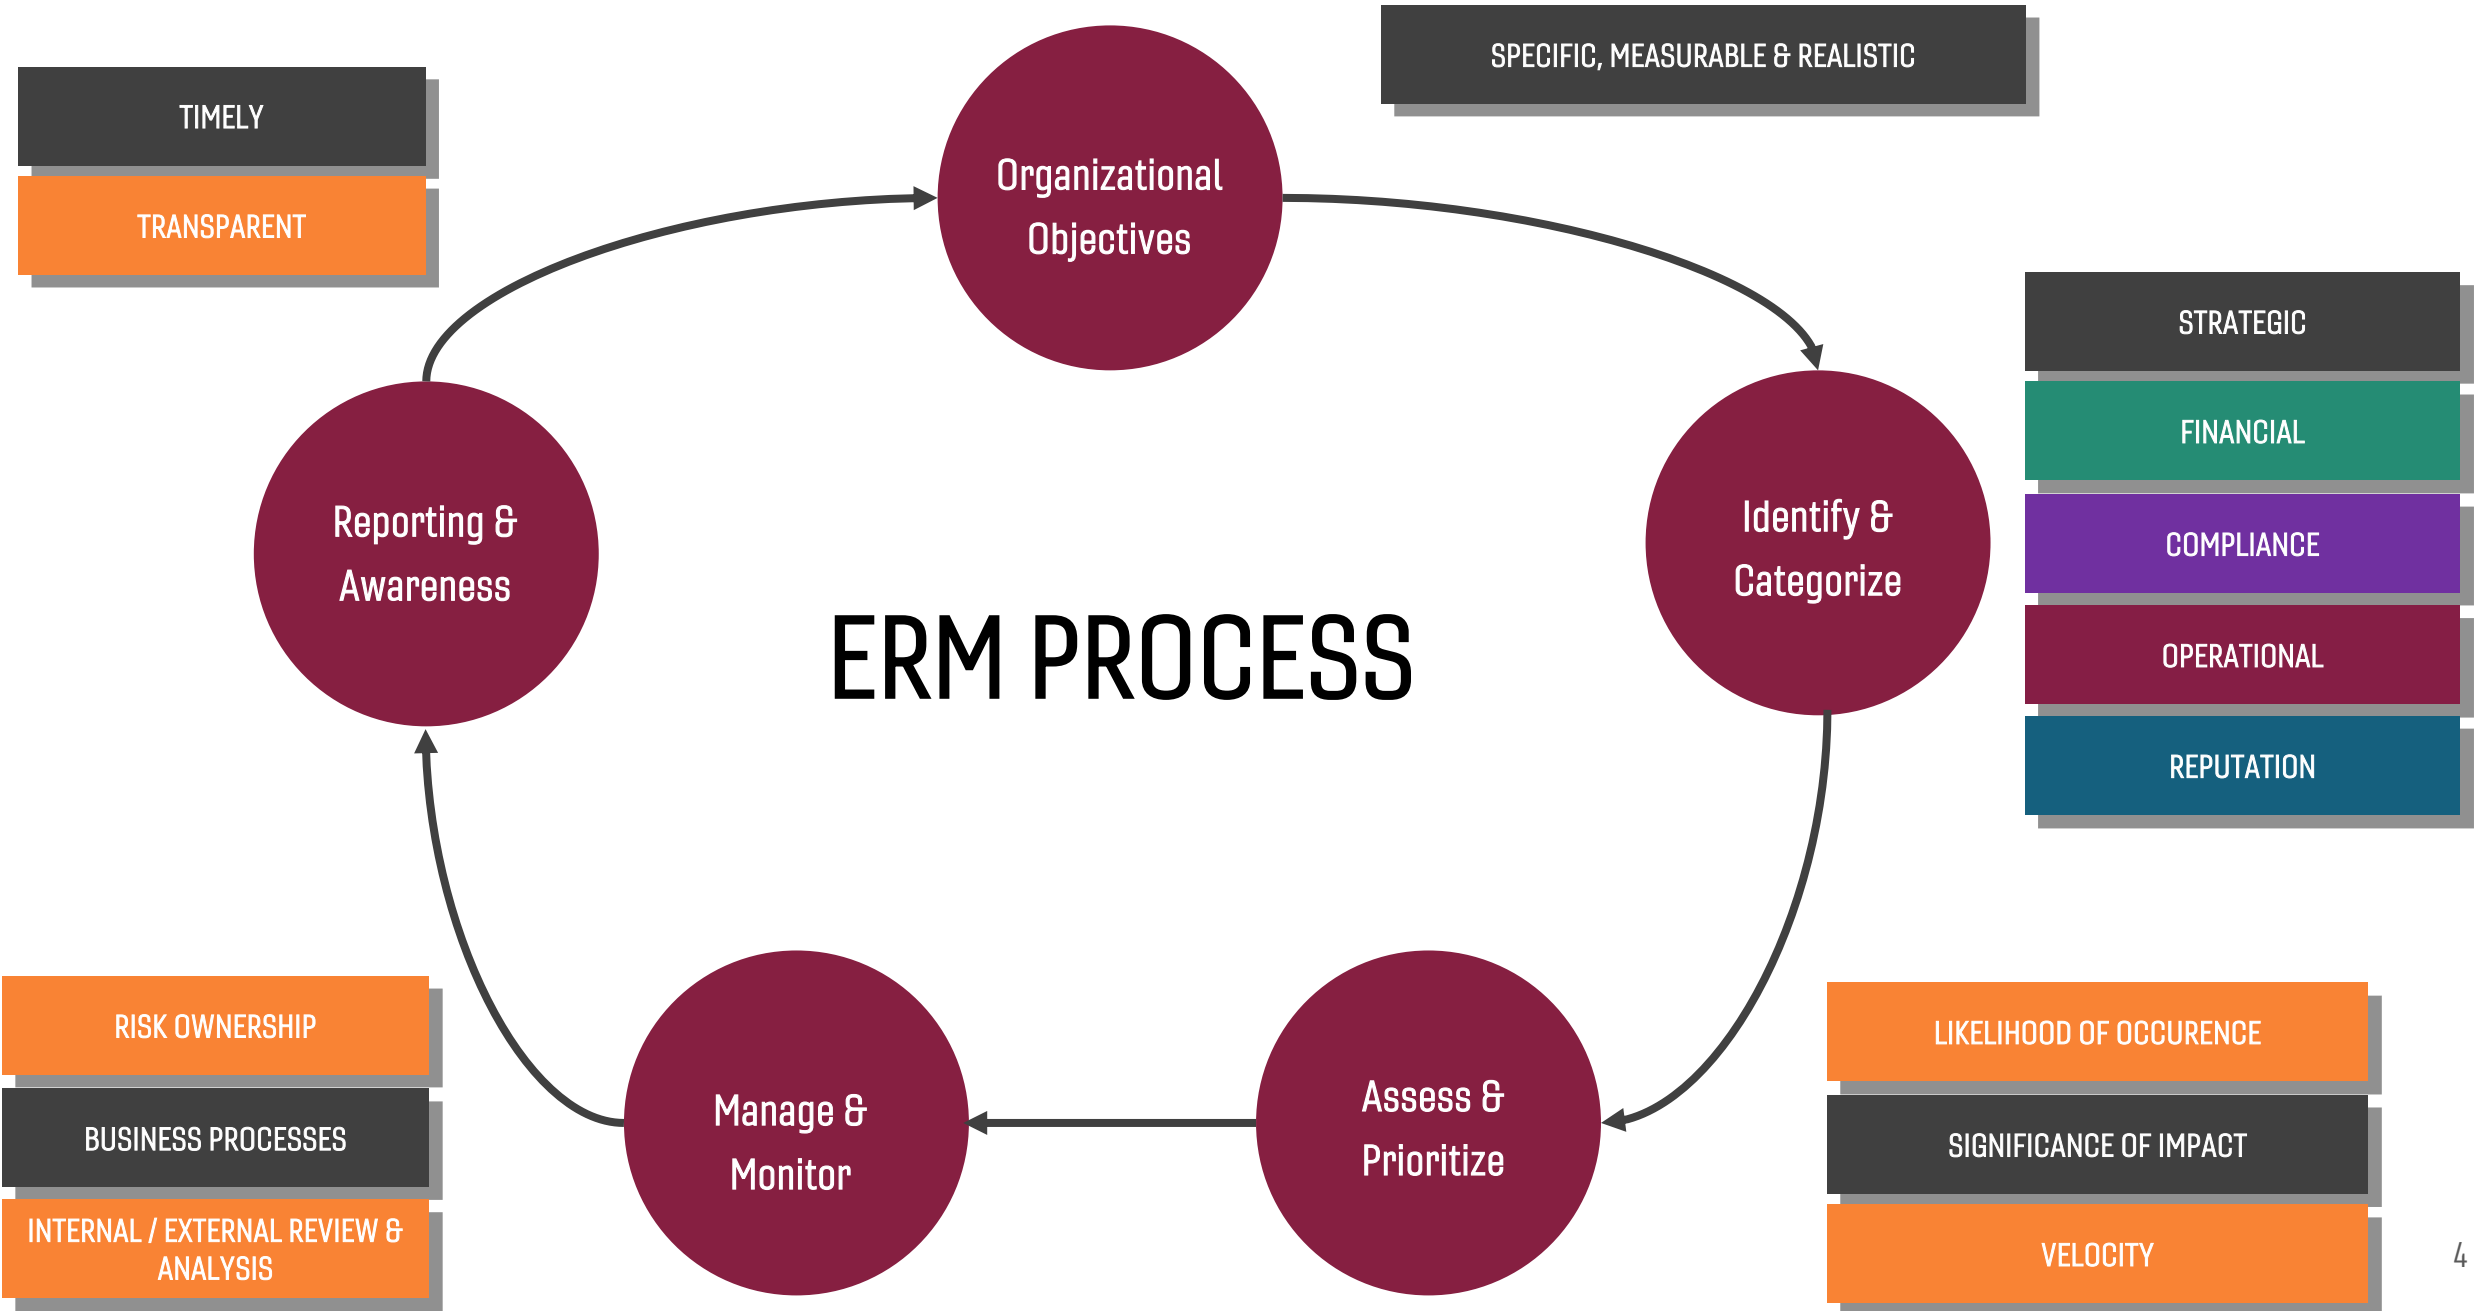 SPECIFIC, MEASURABLE & REALISTIC
TIMELY
TRANSPARENT
Organizational
Objectives
STRATEGIC
FINANCIAL
COMPLIANCE
OPERATIONAL
REPUTATION
Reporting &
Awareness
Identify &
Categorize
ERM PROCESS
RISK OWNERSHIP
BUSINESS PROCESSES
INTERNAL / EXTERNAL REVIEW &
ANALYSIS
Manage &
Monitor
Assess &
Prioritize
LIKELIHOOD OF OCCURENCE
SIGNIFICANCE OF IMPACT
VELOCITY
4